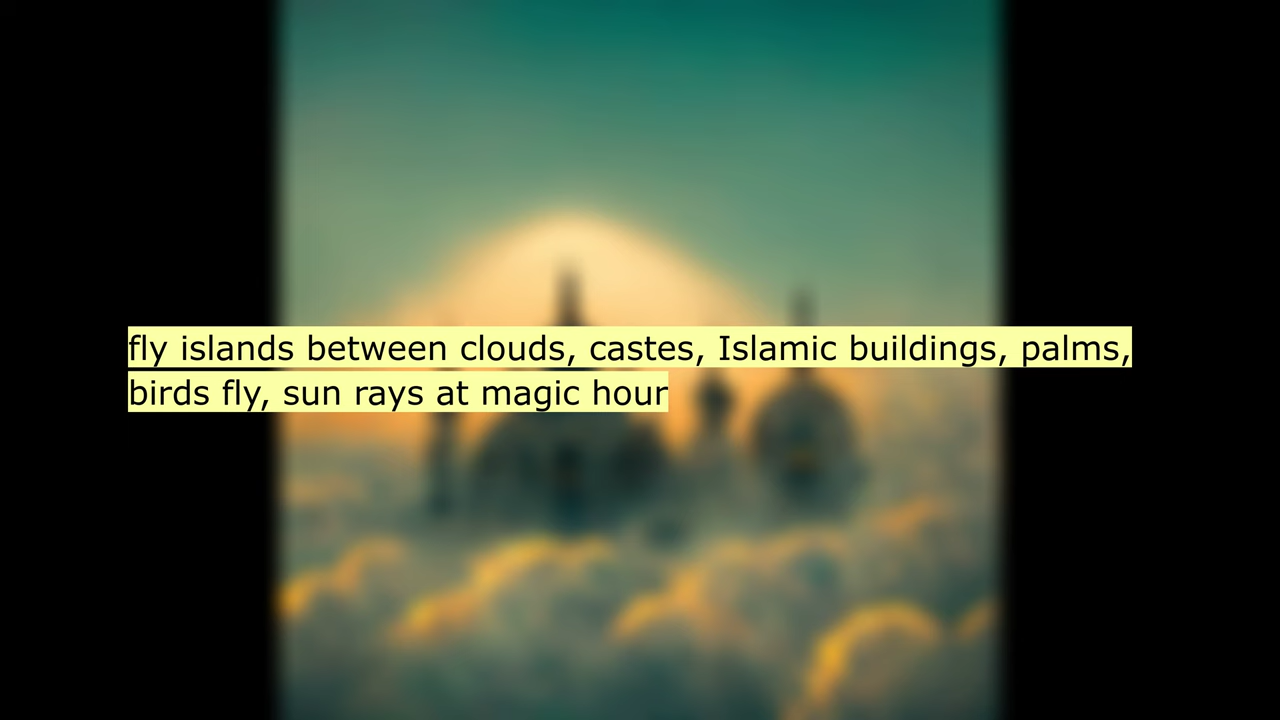 fly islands between clouds, castes, Islamic buildings, palms,
birds fly, sun rays at magic hour